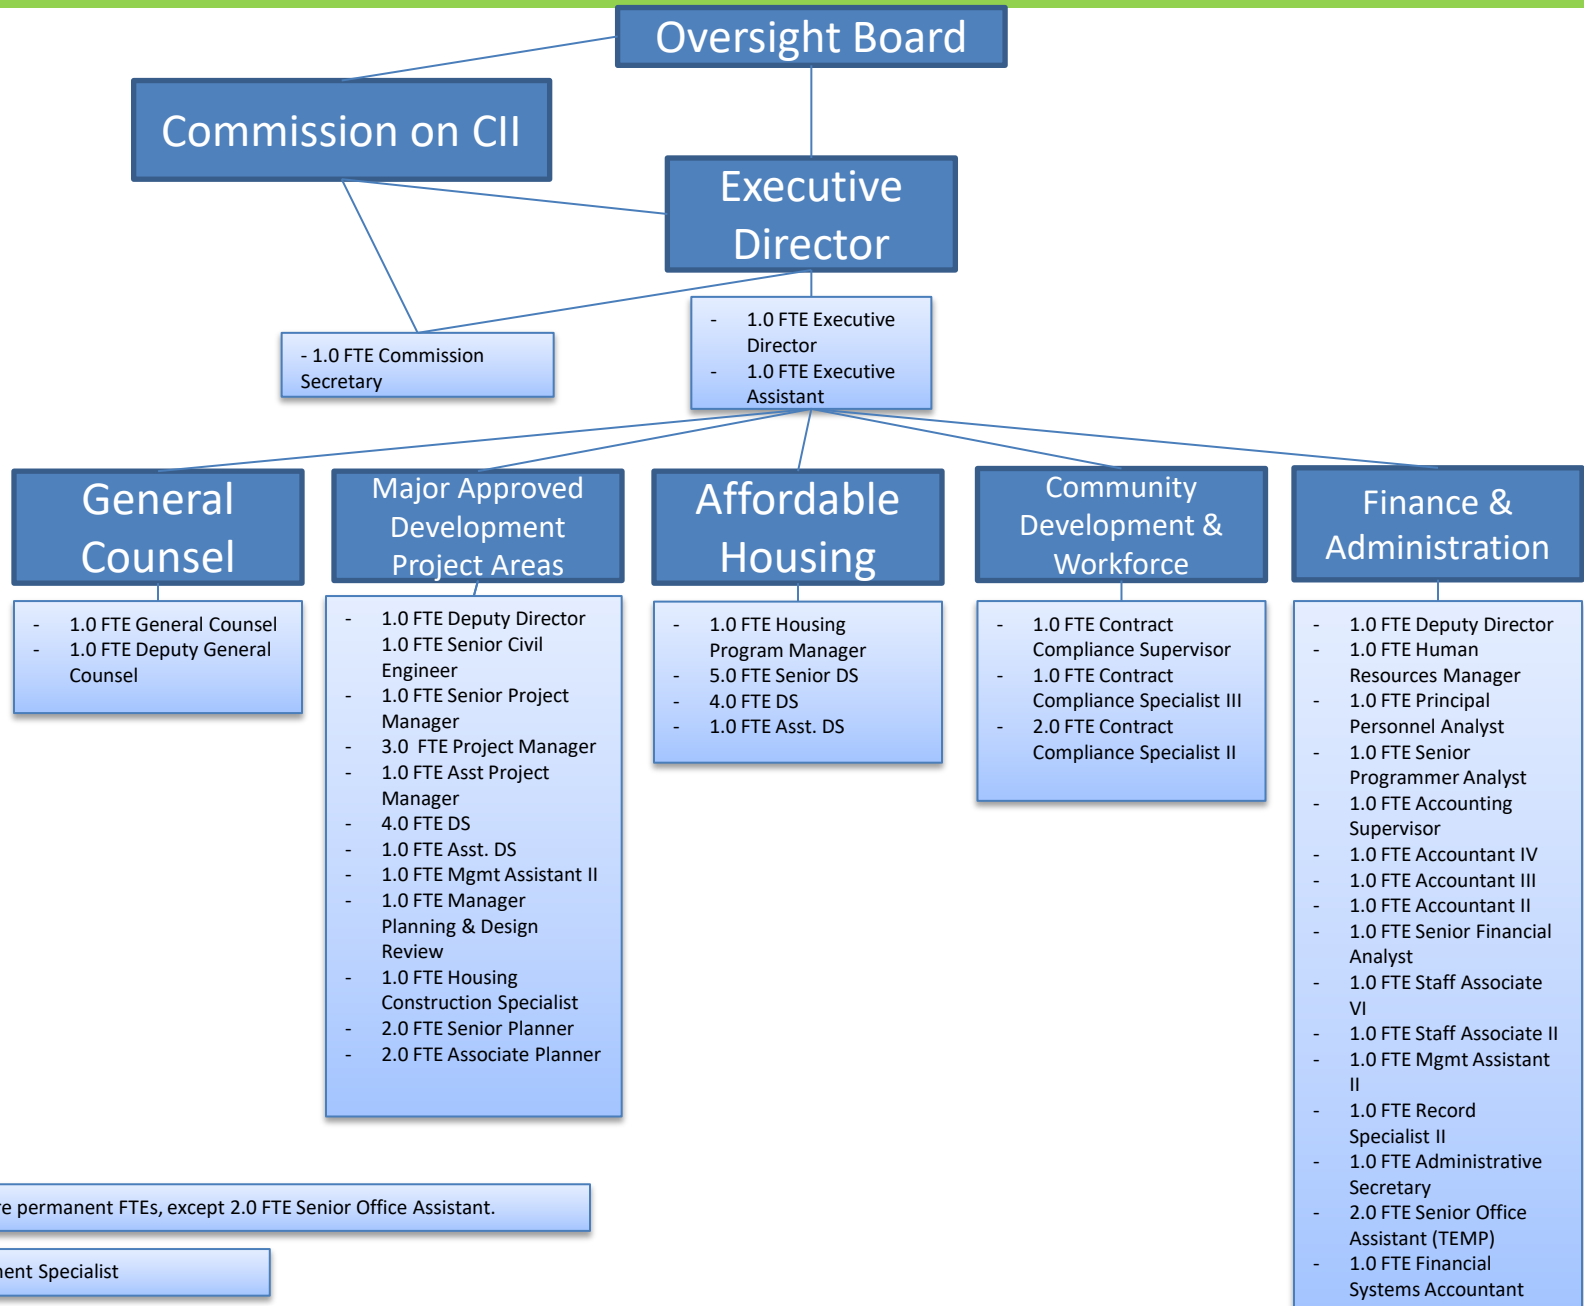 Oversight Board
Commission on CII
Executive
Director
- 1.0 FTE Commission
Secretary
- 1.0 FTE Executive
Director
- 1.0 FTE Executive
Assistant
General
Counsel
- 1.0 FTE General Counsel
- 1.0 FTE Deputy General
Counsel
Major Approved
Development
Project Areas
- 1.0 FTE Deputy Director
1.0 FTE Senior Civil
Engineer
- 1.0 FTE Senior Project
Manager
- 3.0  FTE Project Manager
- 1.0 FTE Asst Project
Manager
- 4.0 FTE DS
- 1.0 FTE Asst. DS
- 1.0 FTE Mgmt Assistant II
- 1.0 FTE Manager
Planning & Design
Review
- 1.0 FTE Housing
Construction Specialist
- 2.0 FTE Senior Planner
- 2.0 FTE Associate Planner
Affordable
Housing
- 1.0 FTE Housing
Program Manager
- 5.0 FTE Senior DS
- 4.0 FTE DS
- 1.0 FTE Asst. DS
Community
Development &
Workforce
- 1.0 FTE Contract
Compliance Supervisor
- 1.0 FTE Contract
Compliance Specialist III
- 2.0 FTE Contract
Compliance Specialist II
Finance &
Administration
- 1.0 FTE Deputy Director
- 1.0 FTE Human
Resources Manager
- 1.0 FTE Principal
Personnel Analyst
- 1.0 FTE Senior
Programmer Analyst
- 1.0 FTE Accounting
Supervisor
- 1.0 FTE Accountant IV
- 1.0 FTE Accountant III
- 1.0 FTE Accountant II
- 1.0 FTE Senior Financial
Analyst
- 1.0 FTE Staff Associate
VI
- 1.0 FTE Staff Associate II
- 1.0 FTE Mgmt Assistant
II
- 1.0 FTE Record
Specialist II
- 1.0 FTE Administrative
Secretary
- 2.0 FTE Senior Office
Assistant (TEMP)
- 1.0 FTE Financial
Systems Accountant
permanent FTEs, except 2.0 FTE Senior Office Assistant.
Specialist